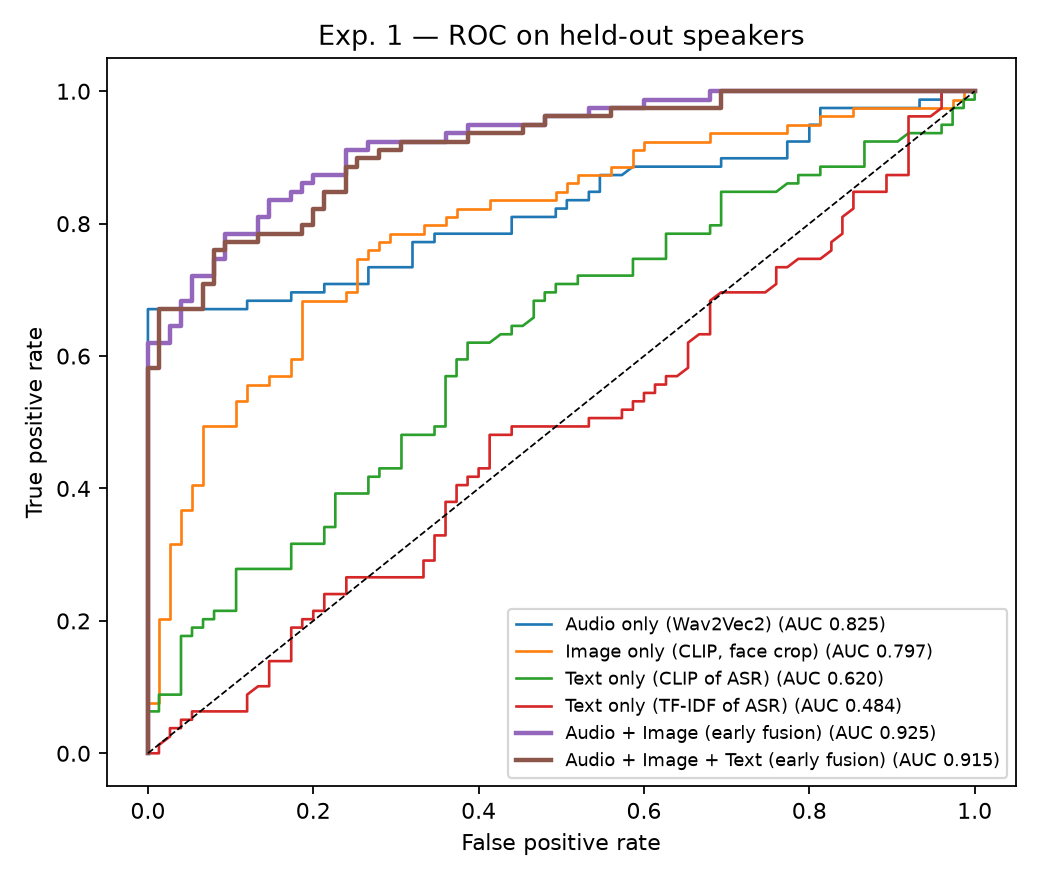 Exp. 1 — ROC on held-out speakers
1.0
0.8
0.6
0.4
0.2
0.0
True positive rate
0.0 0.2 0.4 0.6 0.8 1.0
False positive rate
Audio only (Wav2Vec2) (AUC 0.825)
Image only (CLIP, face crop) (AUC 0.797)
Text only (CLIP of ASR) (AUC 0.620)
Text only (TF-IDF of ASR) (AUC 0.484)
Audio + Image (early fusion) (AUC 0.925)
Audio + Image + Text (early fusion) (AUC 0.915)